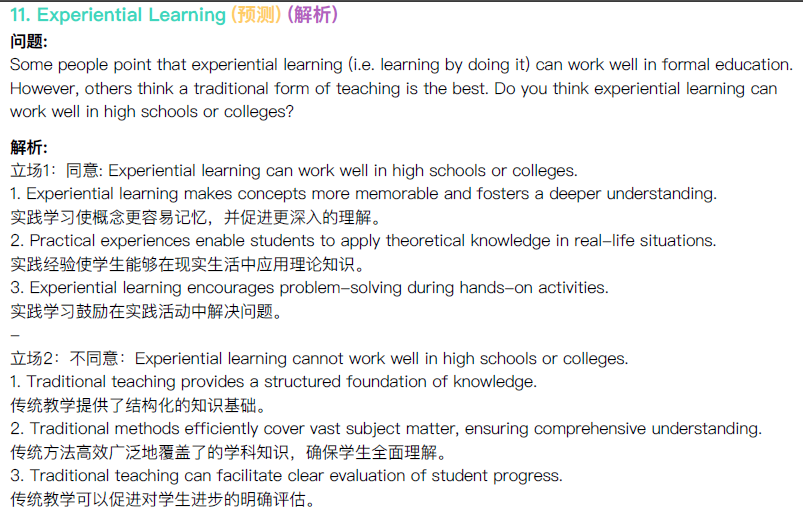 11. Experiential Learning (预测) (解析)
问题:
Some people point that experiential learning (i.e. learning by doing it) can work well in formal education.
However, others think a traditional form of teaching is the best. Do you think experiential learning can
work well in high schools or colleges?
解析:
立场1：同意: Experiential learning can work well in high schools or colleges.
1. Experiential learning makes concepts more memorable and fosters a deeper understanding.
实践学习使概念更容易记忆，并促进更深入的理解。
2. Practical experiences enable students to apply theoretical knowledge in real-life situations.
实践经验使学生能够在现实生活中应用理论知识。
3. Experiential learning encourages problem-solving during hands-on activities.
实践学习鼓励在实践活动中解决问题。
–
立场2：不同意：Experiential learning cannot work well in high schools or colleges.
1. Traditional teaching provides a structured foundation of knowledge.
传统教学提供了结构化的知识基础。
2. Traditional methods efficiently cover vast subject matter, ensuring comprehensive understanding.
传统方法高效广泛地覆盖了的学科知识，确保学生全面理解。
3. Traditional teaching can facilitate clear evaluation of student progress.
传统教学可以促进对学生进步的明确评估。